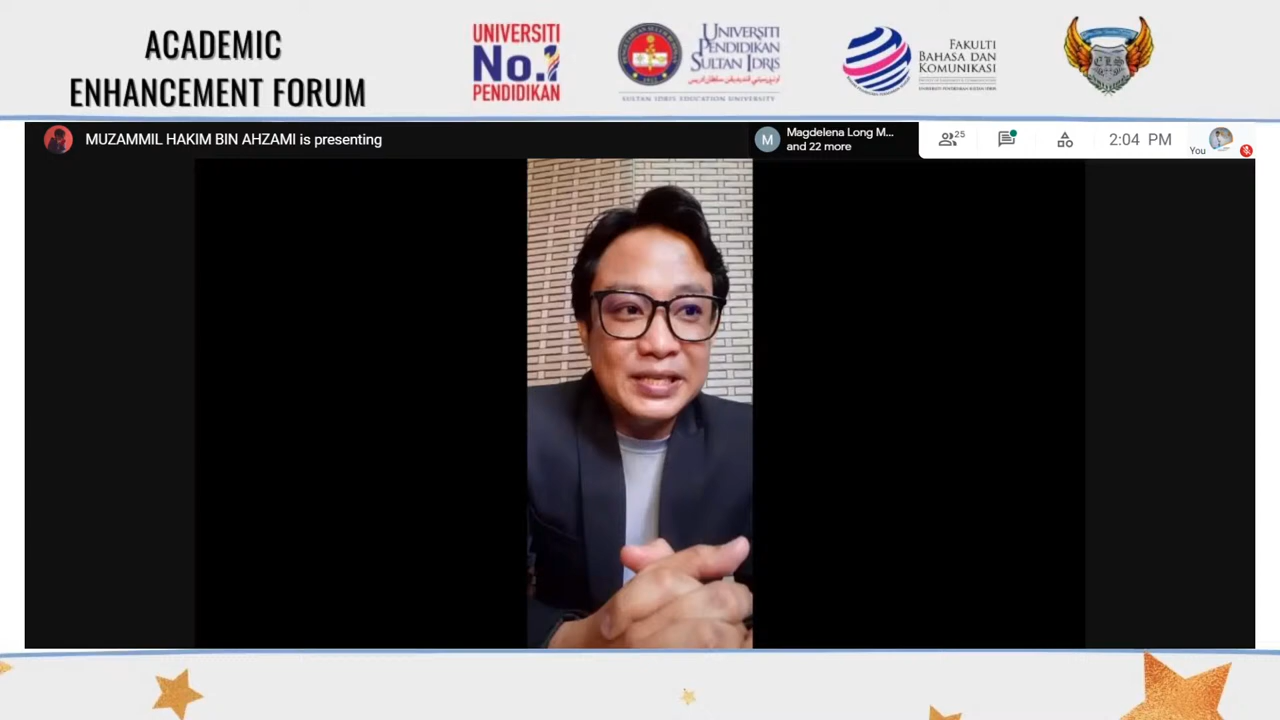 ACADEMIC
ENHANCEMENT FORUM
UNIVERSITI
No.1
PENDIDIKAN
UNIVERSITI
PENDIDIKAN
SULTAN IDRIS
SULTAN IDRIS EDUCATION UNIVERSITY
FAKULTI
BAHASA DAN
KOMUNIKASI
ELS
MUZAMMIL HAKIM BIN AHZAMI is presenting
M
Magdelena Long M...
and 22 more
25
2:04 PM
You